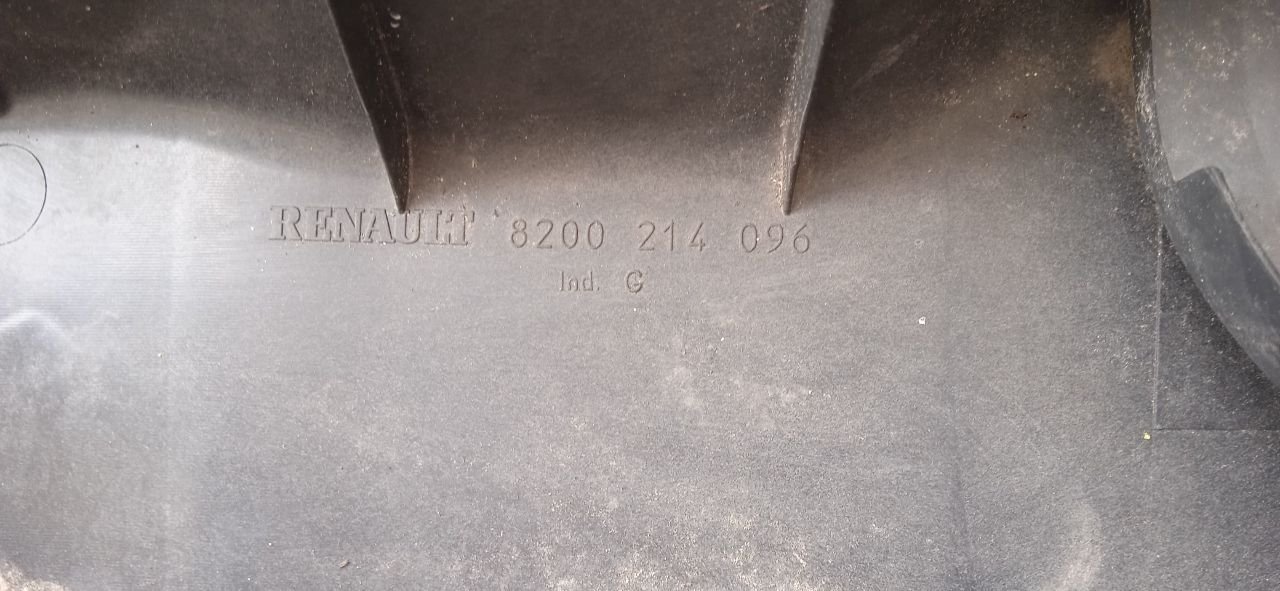 RENAULT 8200 214 096
Ind. G